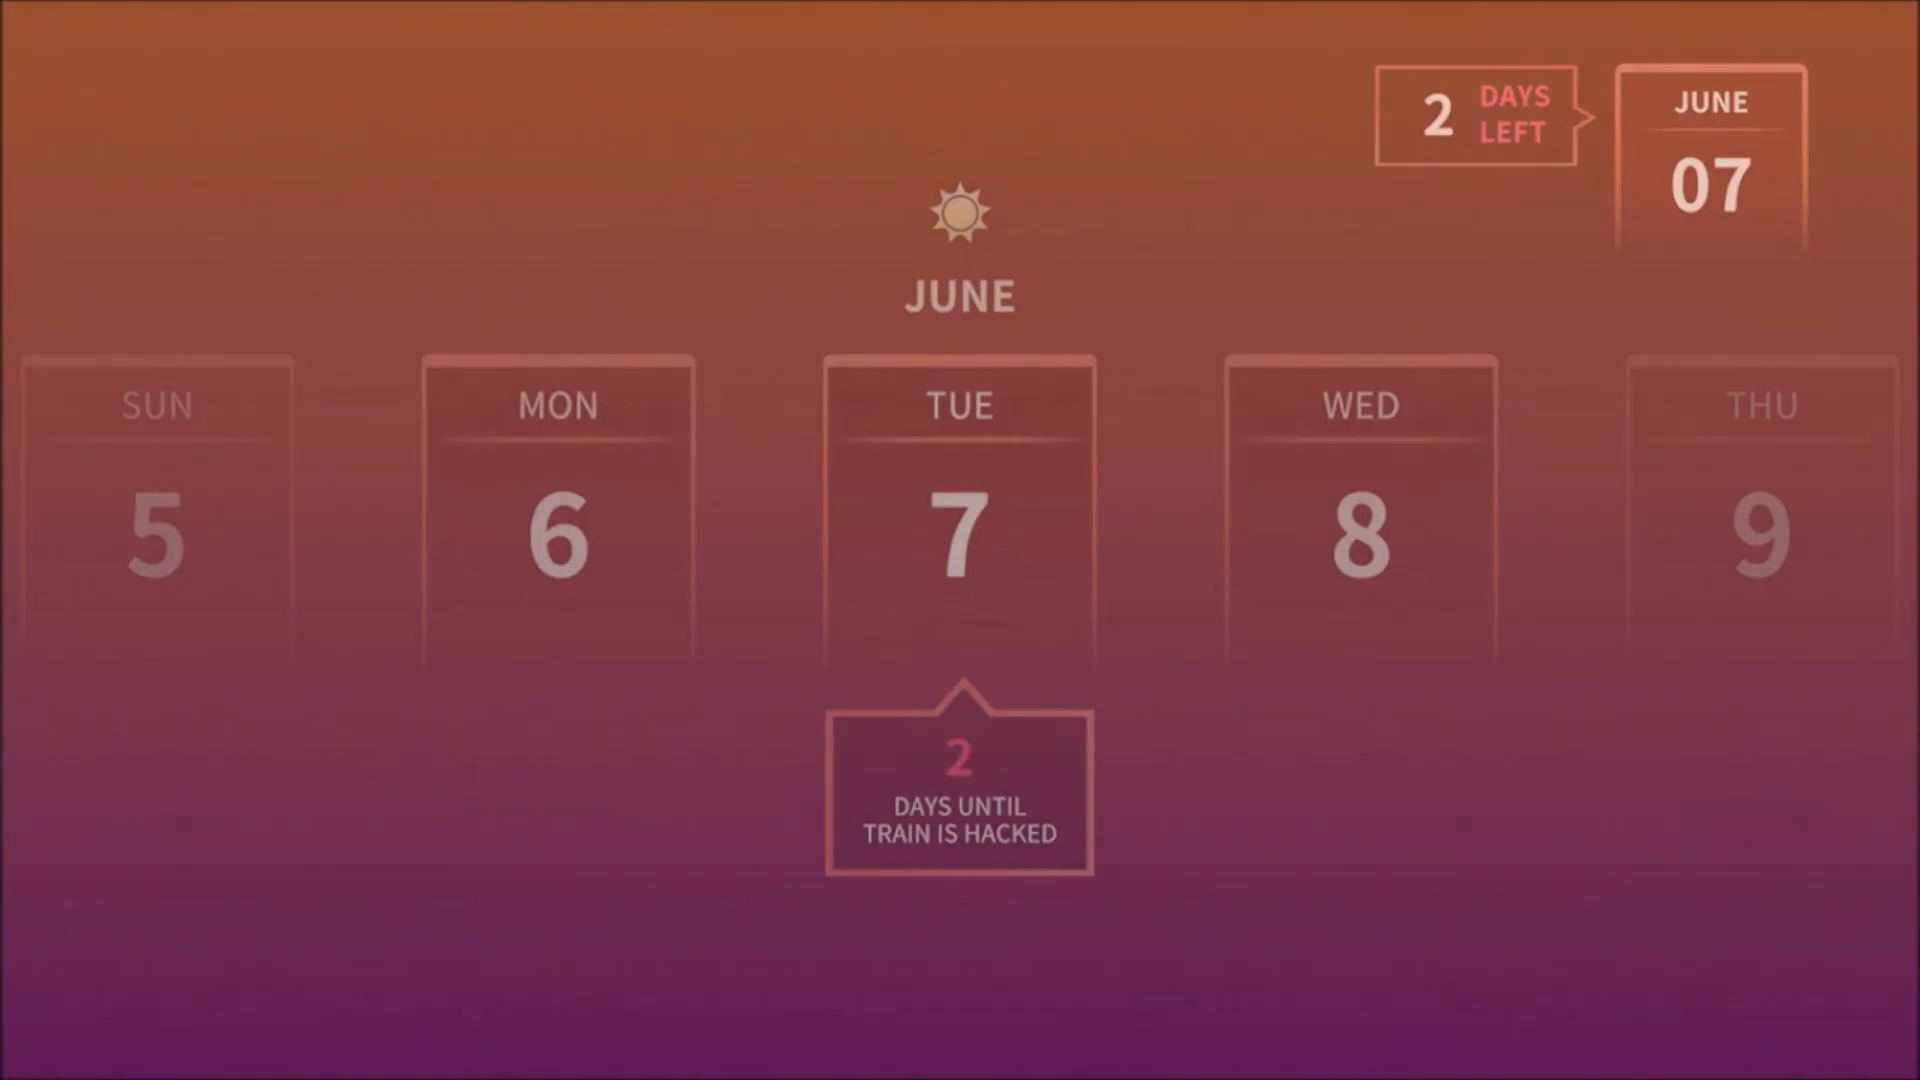 2 DAYS
LEFT
JUNE
07
JUNE
SUN
5
MON
6
TUE
7
WED
8
THU
9
2
DAYS UNTIL
TRAIN IS HACKED